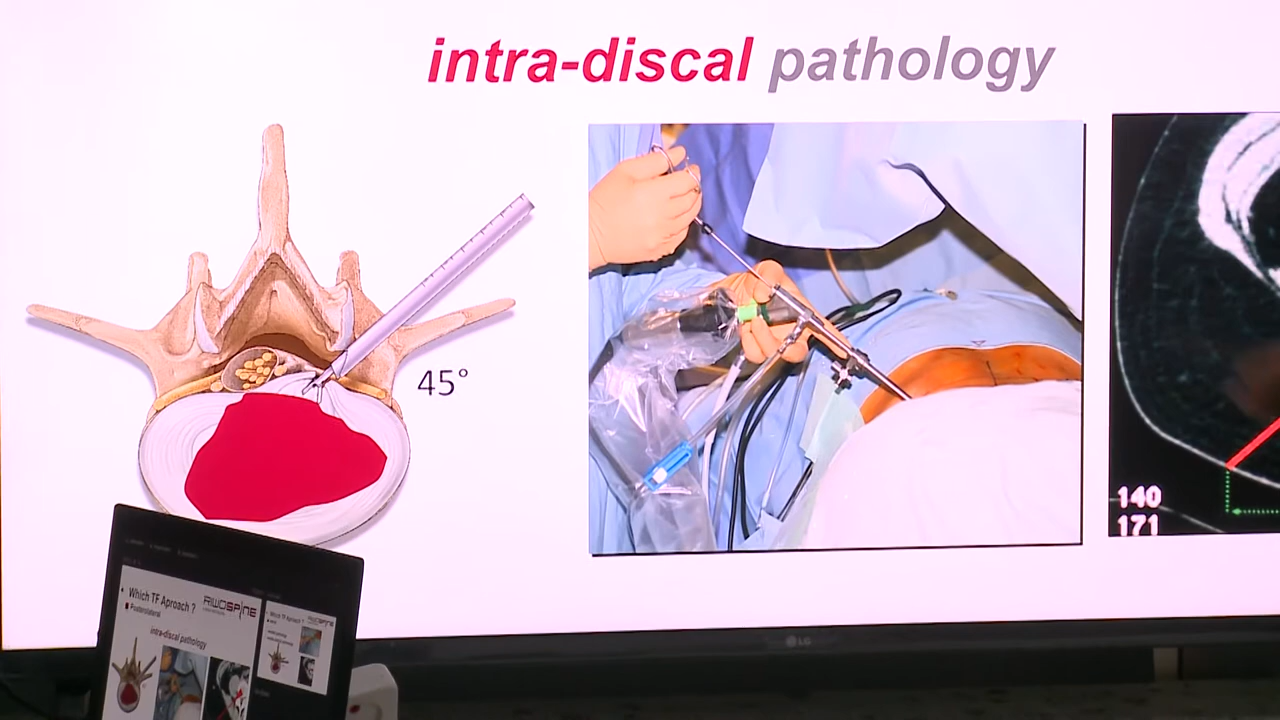 intra-discal pathology
45°
140
171
LG
Which TF Aproach ?
Posterolateral
RIWOSPINE
intra-discal pathology
Which TF Aproach ?
RIWOSPINE